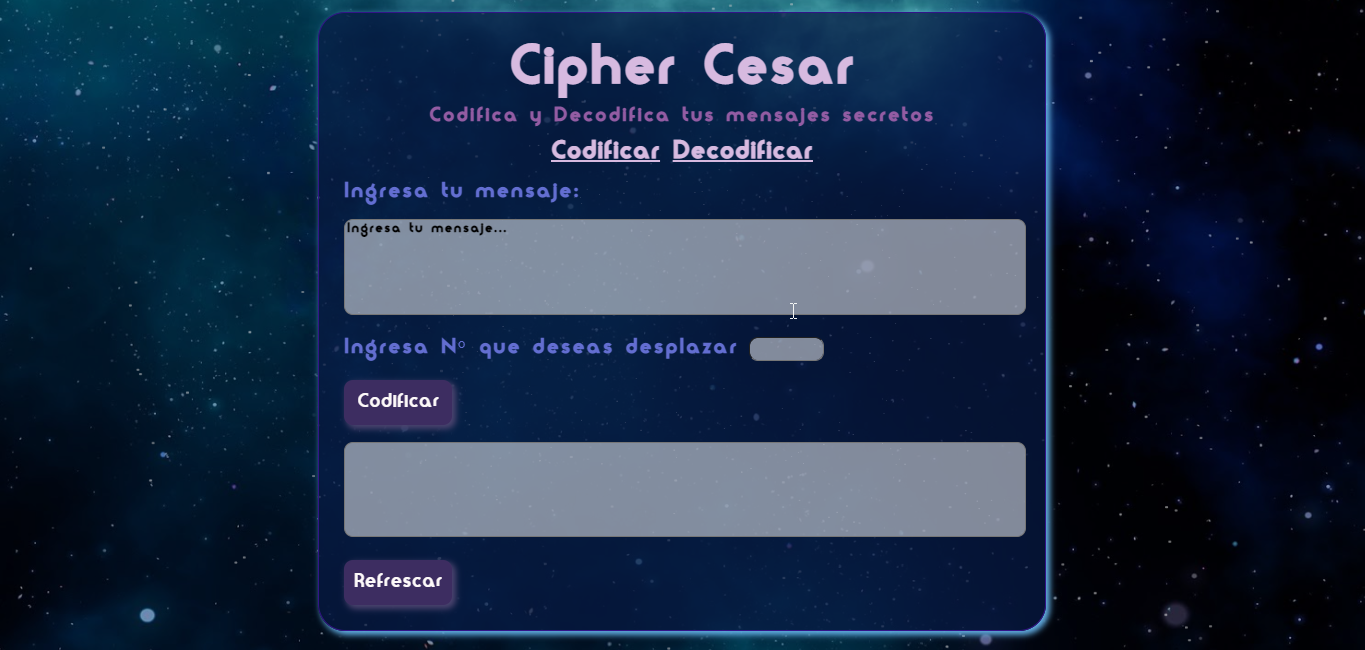 Cipher Cesar
Codifica y Decodifica tus mensajes secretos
Codificar Decodificar
Ingresa tu mensaje:
Ingresa tu mensaje...
Ingresa Nº que deseas desplazar
Codificar
Refrescar